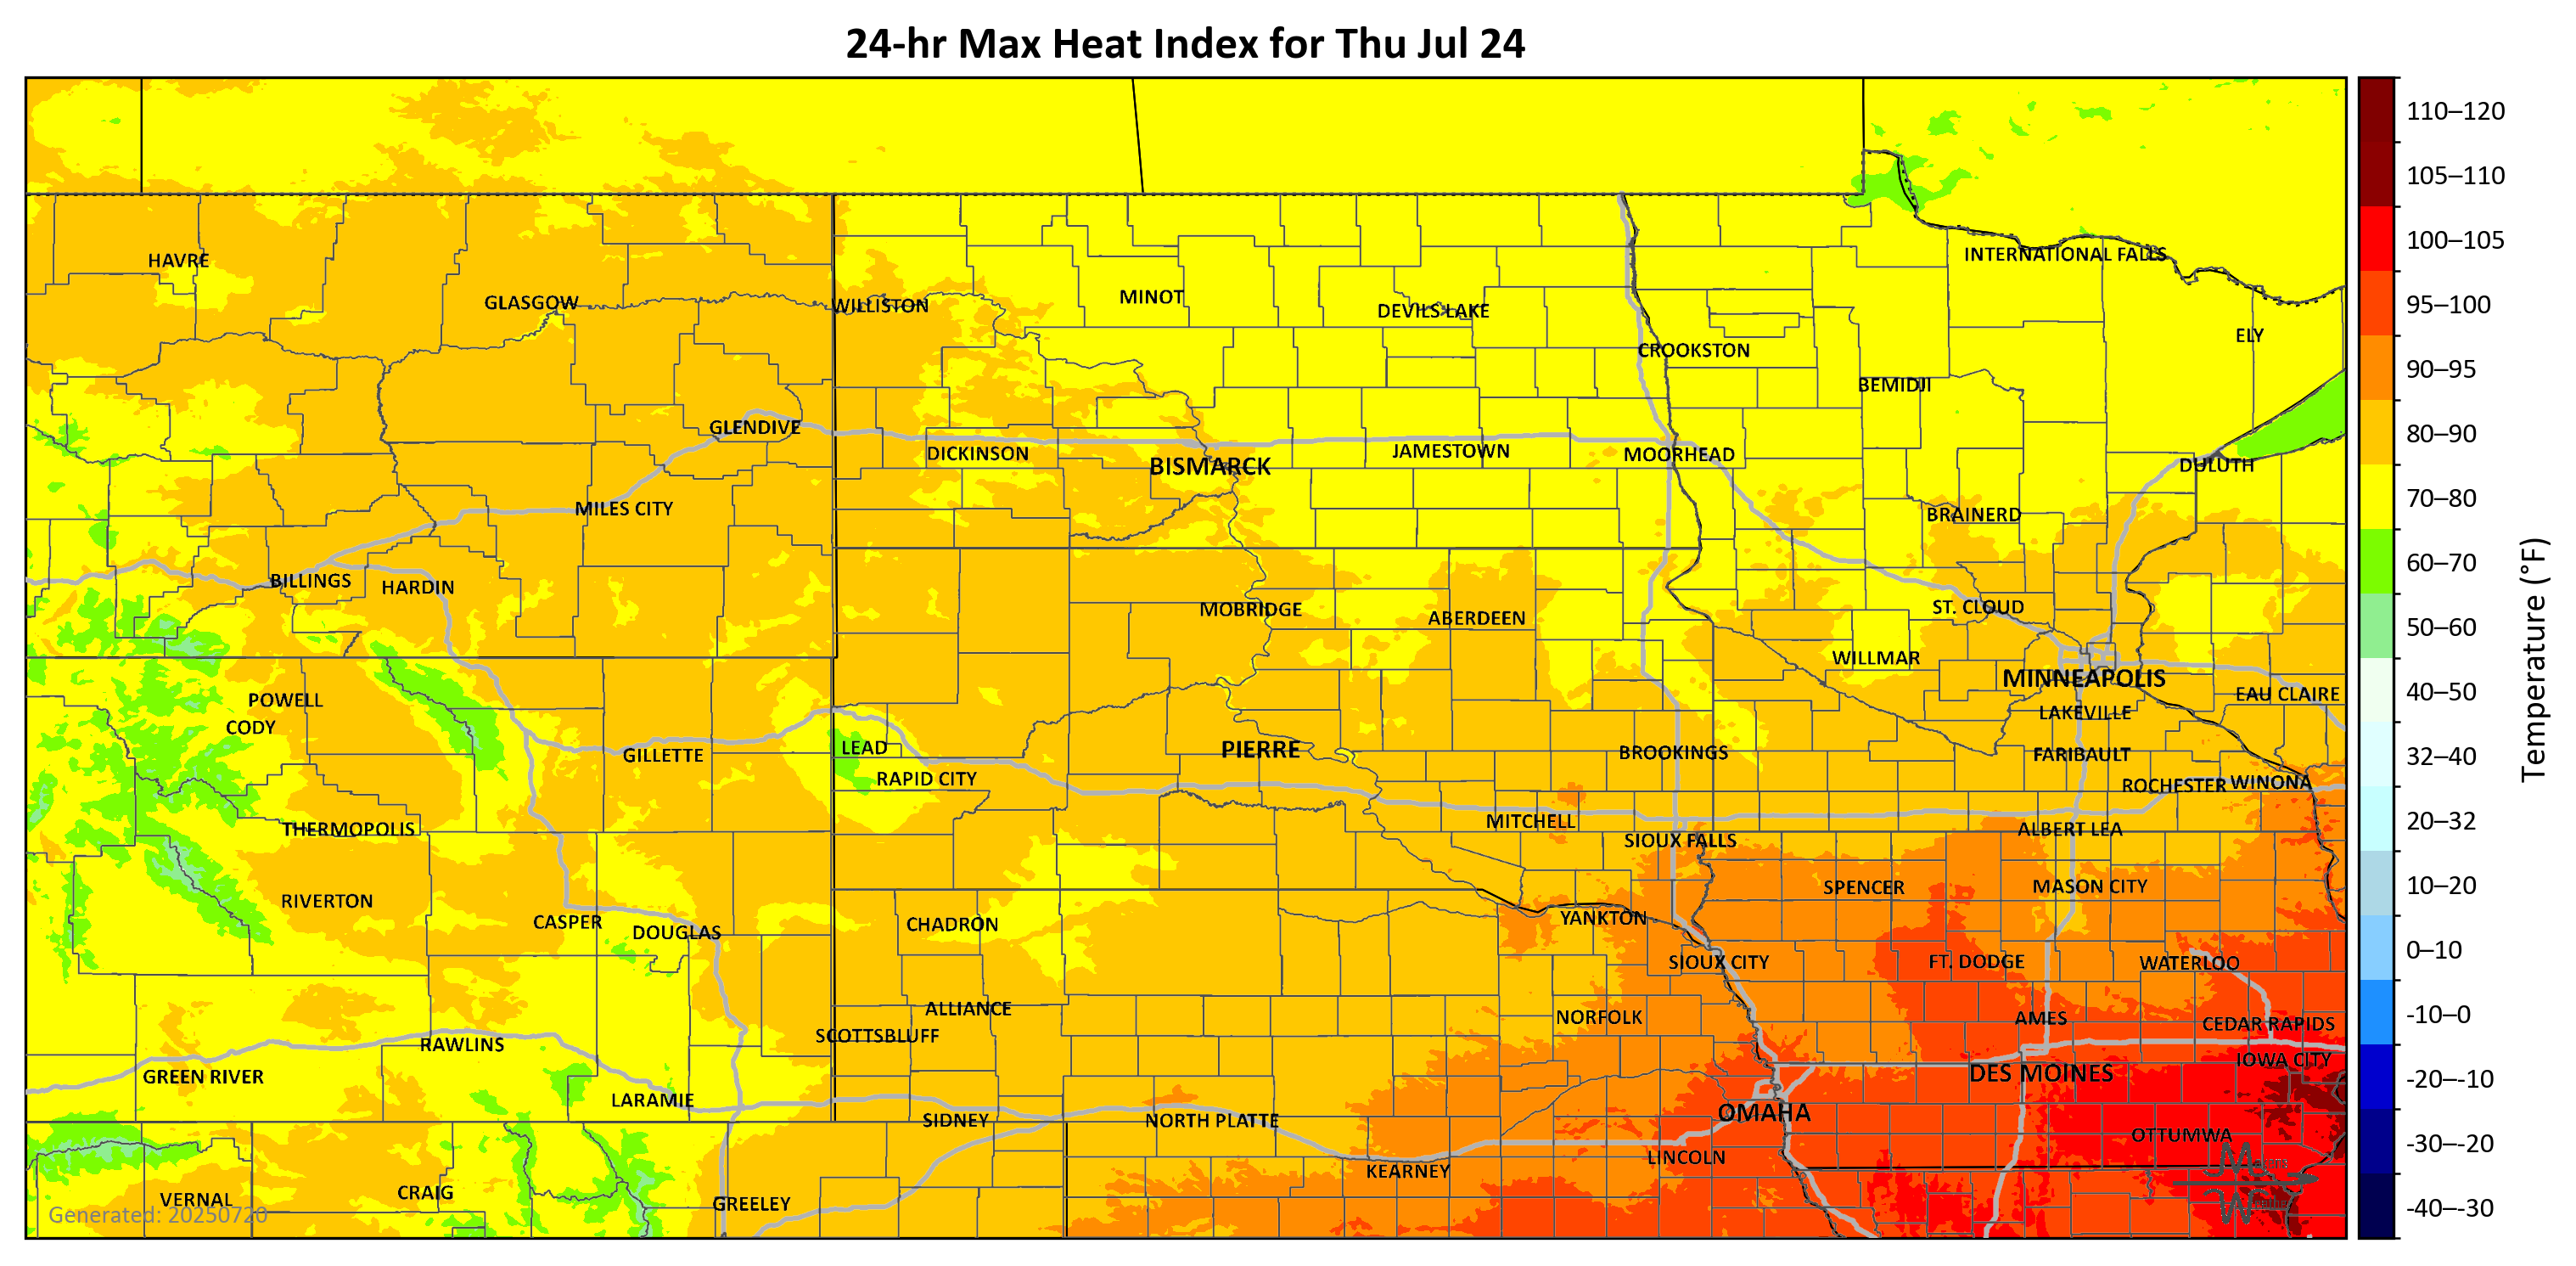 24-hr Max Heat Index for Thu Jul 24
110–120
105–110
100–105
95–100
90–95
80–90
70–80
60–70
50–60
40–50
32–40
20–32
10–20
0–10
-10–0
-20–-10
-30–-20
-40–-30
Temperature (°F)
HAVRE
INTERNATIONAL FALLS
GLASGOW
WILLISTON
MINOT
DEVILS LAKE
ELY
CROOKSTON
BEMIDJI
GLENDIVE
DICKINSON
BISMARCK
JAMESTOWN
MOORHEAD
DULUTH
MILES CITY
BRAINERD
BILLINGS
HARDIN
MOBRIDGE
ABERDEEN
ST. CLOUD
WILLMAR
MINNEAPOLIS
POWELL
EAU CLAIRE
CODY
LAKEVILLE
GILLETTE
LEAD
PIERRE
BROOKINGS
FARIBAULT
RAPID CITY
ROCHESTER
WINONA
THERMOPOLIS
MITCHELL
SIOUX FALLS
ALBERT LEA
RIVERTON
SPENCER
MASON CITY
CASPER
DOUGLAS
CHADRON
YANKTON
SIOUX CITY
FT. DODGE
WATERLOO
ALLIANCE
NORFOLK
AMES
CEDAR RAPIDS
SCOTTSBLUFF
RAWLINS
IOWA CITY
GREEN RIVER
DES MOINES
LARAMIE
SIDNEY
NORTH PLATTE
OMAHA
OTTUMWA
KEARNEY
LINCOLN
VERNAL
CRAIG
GREELEY
Generated: 20250720